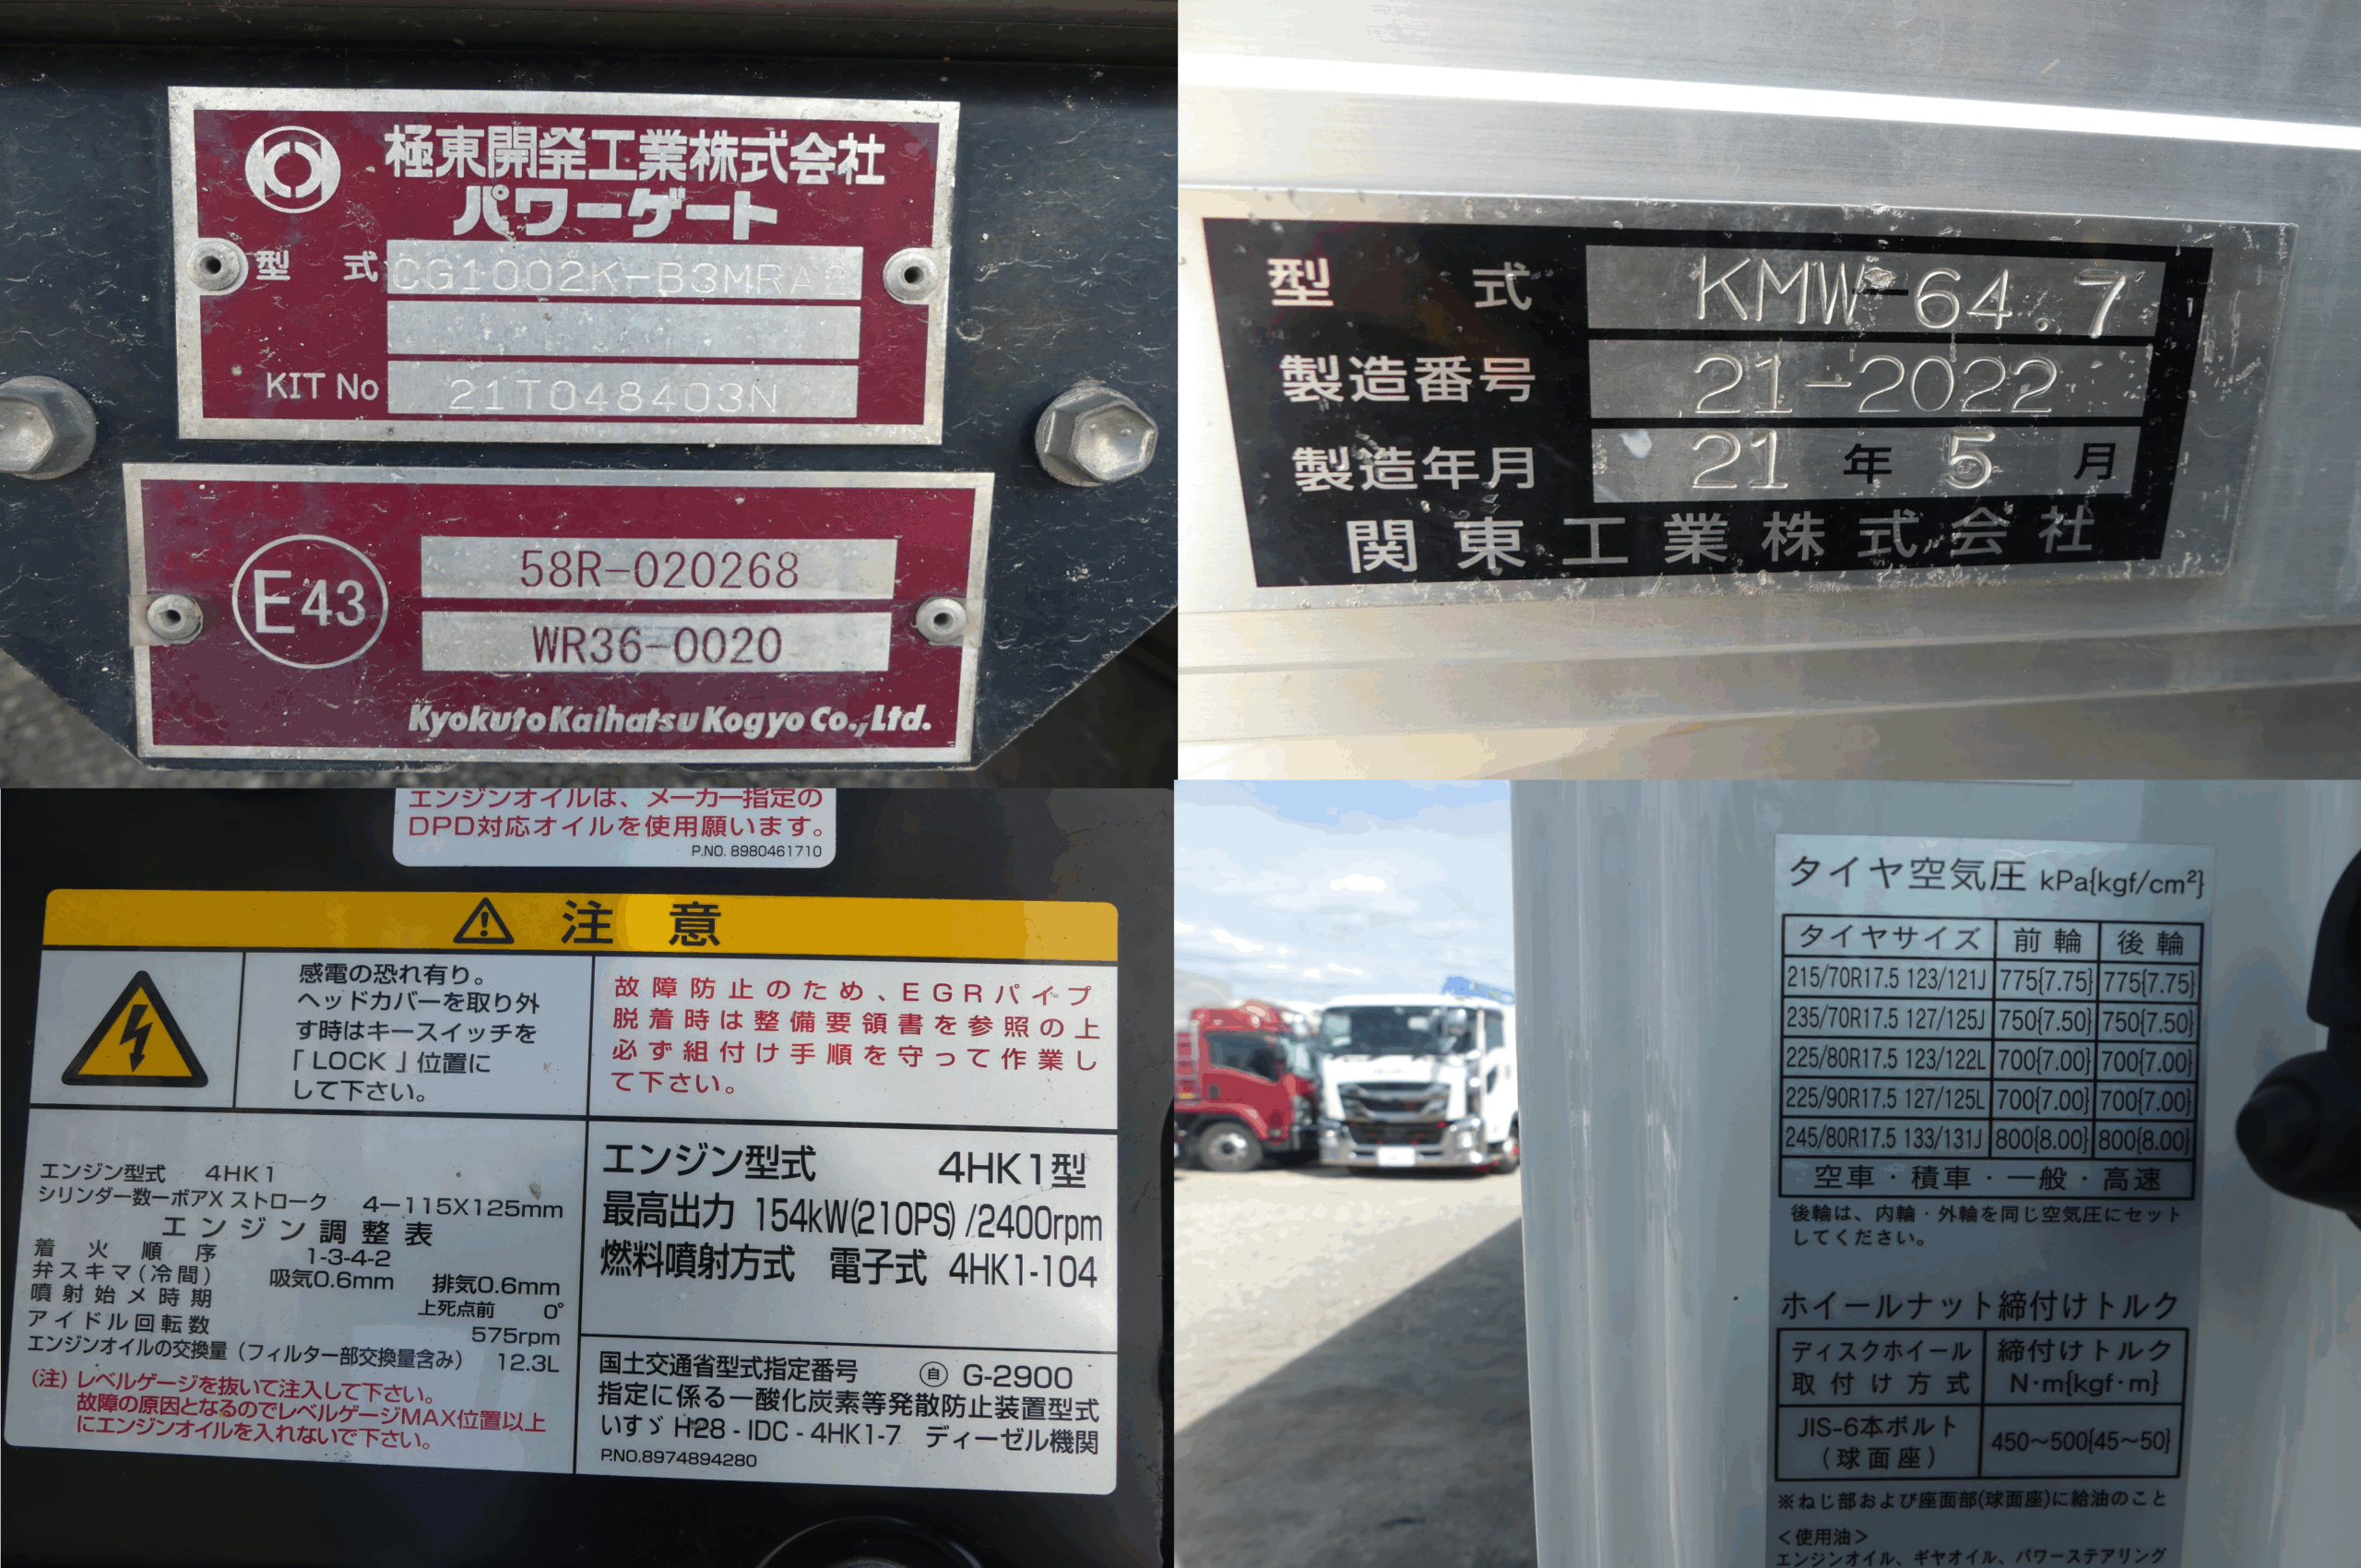 極東開発工業株式会社
パワーゲート
型 式 CG1002K-B3MRA2
KIT No 21T048403N
E43
58R-020268
WR36-0020
Kyokuto Kaihatsu Kogyo Co.,Ltd.
型 式 KMW-64.7
製造番号 21-2022
製造年月 21 年 5 月
関東工業株式会社
エンジンオイルは、メーカー指定の
DPD対応オイルを使用願います。
P.NO. 8980461710
注 意
感電の恐れ有り。
ヘッドカバーを取り外
す時はキースイッチを
「LOCK」位置に
して下さい。
故障防止のため、EGRパイプ
脱着時は整備要領書を参照の上
必ず組付け手順を守って作業し
て下さい。
エンジン型式 4HK1
シリンダー数ーボアX ストローク 4ー115X125mm
エンジン調整表
着火順序 1-3-4-2
弁スキマ(冷間) 吸気0.6mm 排気0.6mm
噴射始メ時期 上死点前 0°
アイドル回転数 575rpm
エンジンオイルの交換量(フィルター部交換量含み) 12.3L
(注)レベルゲージを抜いて注入して下さい。
故障の原因となるのでレベルゲージMAX位置以上
にエンジンオイルを入れないで下さい。
エンジン型式 4HK1型
最高出力 154kW(210PS)/2400rpm
燃料噴射方式 電子式 4HK1-104
国土交通省型式指定番号 自 G-2900
指定に係る一酸化炭素等発散防止装置型式
いすゞ H28 - IDC - 4HK1-7 ディーゼル機関
P.NO.8974894280
タイヤ空気圧 kPa{kgf/cm²}
タイヤサイズ 前輪 後輪
215/70R17.5 123/121J 775{7.75} 775{7.75}
235/70R17.5 127/125J 750{7.50} 750{7.50}
225/80R17.5 123/122L 700{7.00} 700{7.00}
225/90R17.5 127/125L 700{7.00} 700{7.00}
245/80R17.5 133/131J 800{8.00} 800{8.00}
空車・積車・一般・高速
後輪は、内輪・外輪を同じ空気圧にセット
してください。
ホイールナット締付けトルク
ディスクホイール 締付けトルク
取付け方式 N・m{kgf・m}
JIS-6本ボルト
(球面座) 450～500{45～50}
※ねじ部および座面部(球面座)に給油のこと
<使用油>
エンジンオイル、ギヤオイル、パワーステアリング